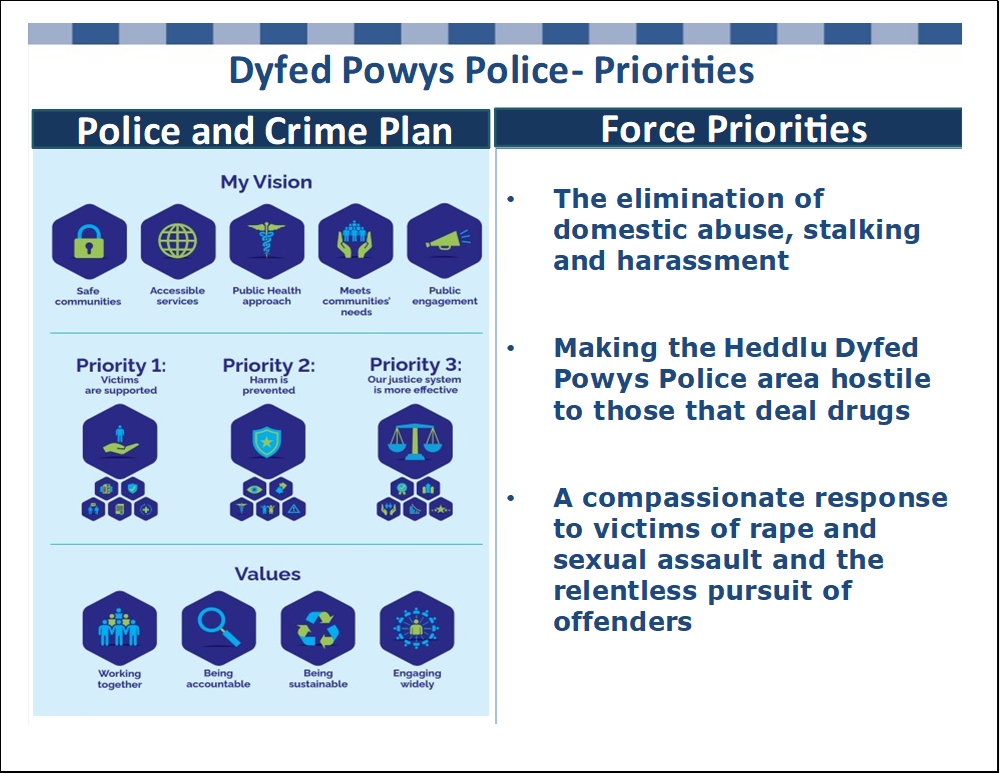 Dyfed Powys Police- Priorities
Police and Crime Plan
My Vision
Safe
communities
Accessible
services
Public Health
approach
Meets
communities'
needs
Public
engagement
Priority 1:
Victims
are supported
Priority 2:
Harm is
prevented
Priority 3:
Our justice system
is more effective
Values
Working
together
Being
accountable
Being
sustainable
Engaging
widely
Force Priorities
• The elimination of
domestic abuse, stalking
and harassment
• Making the Heddlu Dyfed
Powys Police area hostile
to those that deal drugs
• A compassionate response
to victims of rape and
sexual assault and the
relentless pursuit of
offenders